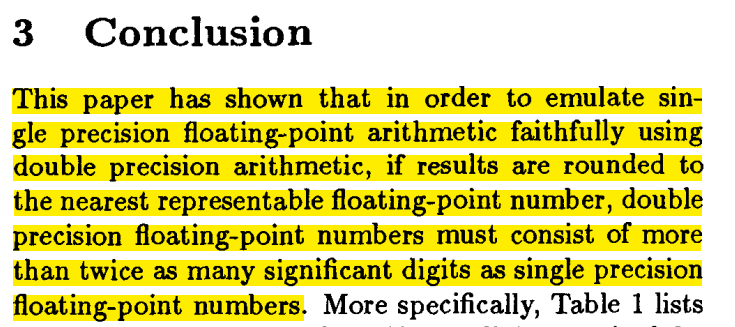 3 Conclusion
This paper has shown that in order to emulate sin-
gle precision floating-point arithmetic faithfully using
double precision arithmetic, if results are rounded to
the nearest representable floating-point number, double
precision floating-point numbers must consist of more
than twice as many significant digits as single precision
floating-point numbers. More specifically, Table 1 lists